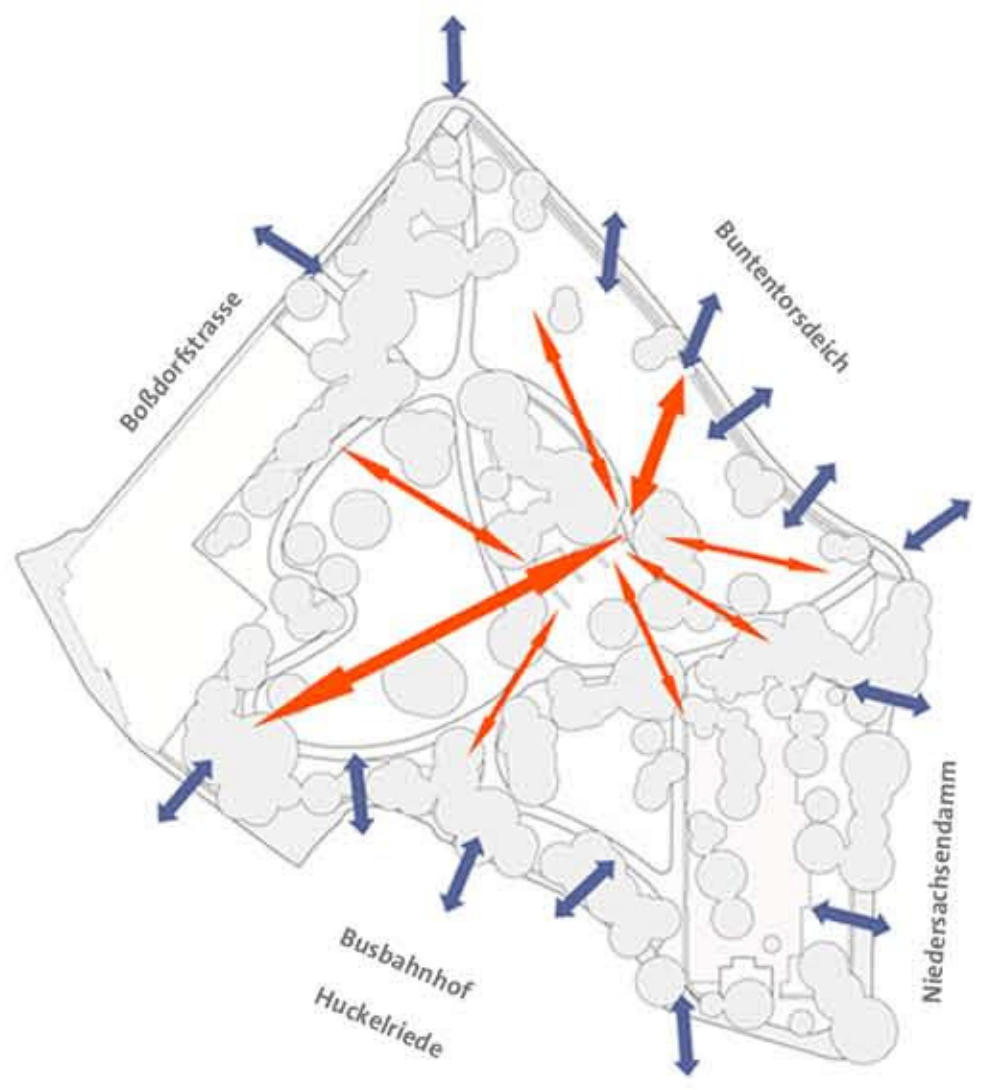 Buntentorsdeich
Boßdorfstrasse
Niedersachsendamm
Busbahnhof
Huckelriede